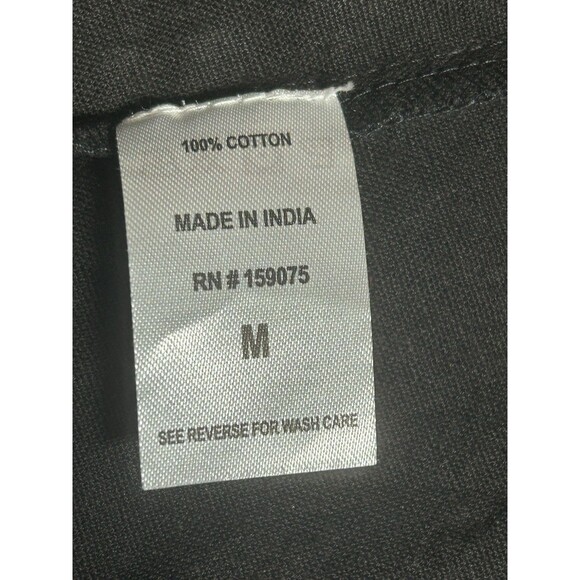 100% COTTON
MADE IN INDIA
RN # 159075
M
SEE REVERSE FOR WASH CARE